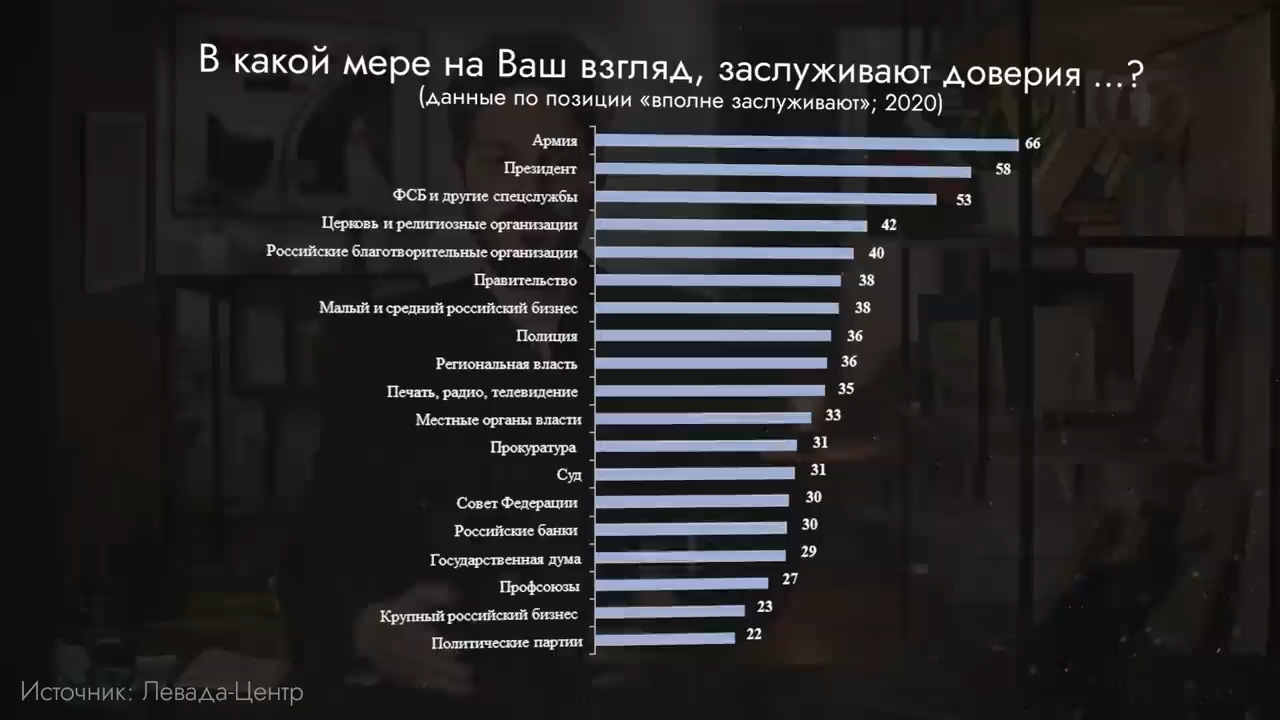 В какой мере на Ваш взгляд, заслуживают доверия ...?
(данные по позиции «вполне заслуживают»; 2020)
Армия 66
Президент 58
ФСБ и другие спецслужбы 53
Церковь и религиозные организации 42
Российские благотворительные организации 40
Правительство 38
Малый и средний российский бизнес 38
Полиция 36
Региональная власть 36
Печать, радио, телевидение 35
Местные органы власти 33
Прокуратура 31
Суд 31
Совет Федерации 30
Российские банки 30
Государственная дума 29
Профсоюзы 27
Крупный российский бизнес 23
Политические партии 22
Источник: Левада-Центр